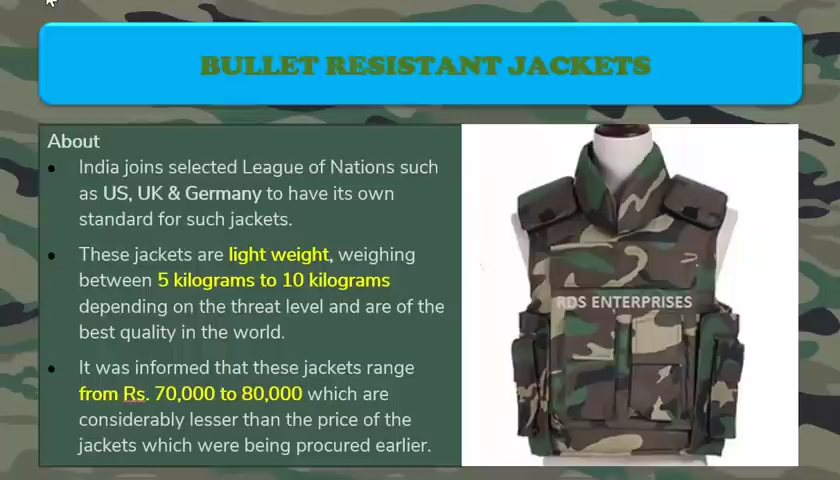 BULLET RESISTANT JACKETS
About
India joins selected League of Nations such
as US, UK & Germany to have its own
standard for such jackets.
These jackets are light weight, weighing
between 5 kilograms to 10 kilograms
depending on the threat level and are of the
best quality in the world.
It was informed that these jackets range
from Rs. 70,000 to 80,000 which are
considerably lesser than the price of the
jackets which were being procured earlier.
RDS ENTERPRISES